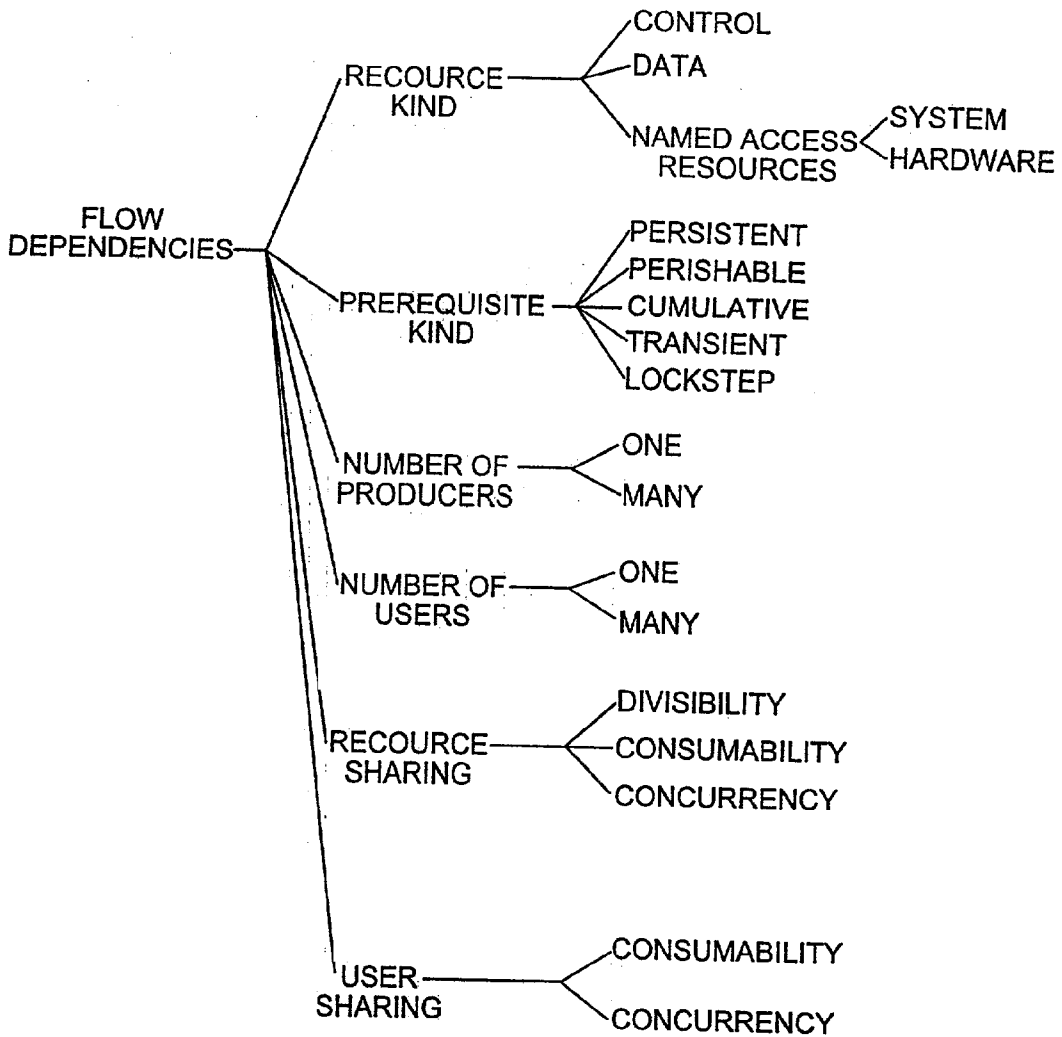 FLOW
DEPENDENCIES
RECOURCE
KIND
CONTROL
DATA
NAMED ACCESS
RESOURCES
SYSTEM
HARDWARE
PREREQUISITE
KIND
PERSISTENT
PERISHABLE
CUMULATIVE
TRANSIENT
LOCKSTEP
NUMBER OF
PRODUCERS
ONE
MANY
NUMBER OF
USERS
ONE
MANY
RECOURCE
SHARING
DIVISIBILITY
CONSUMABILITY
CONCURRENCY
USER
SHARING
CONSUMABILITY
CONCURRENCY